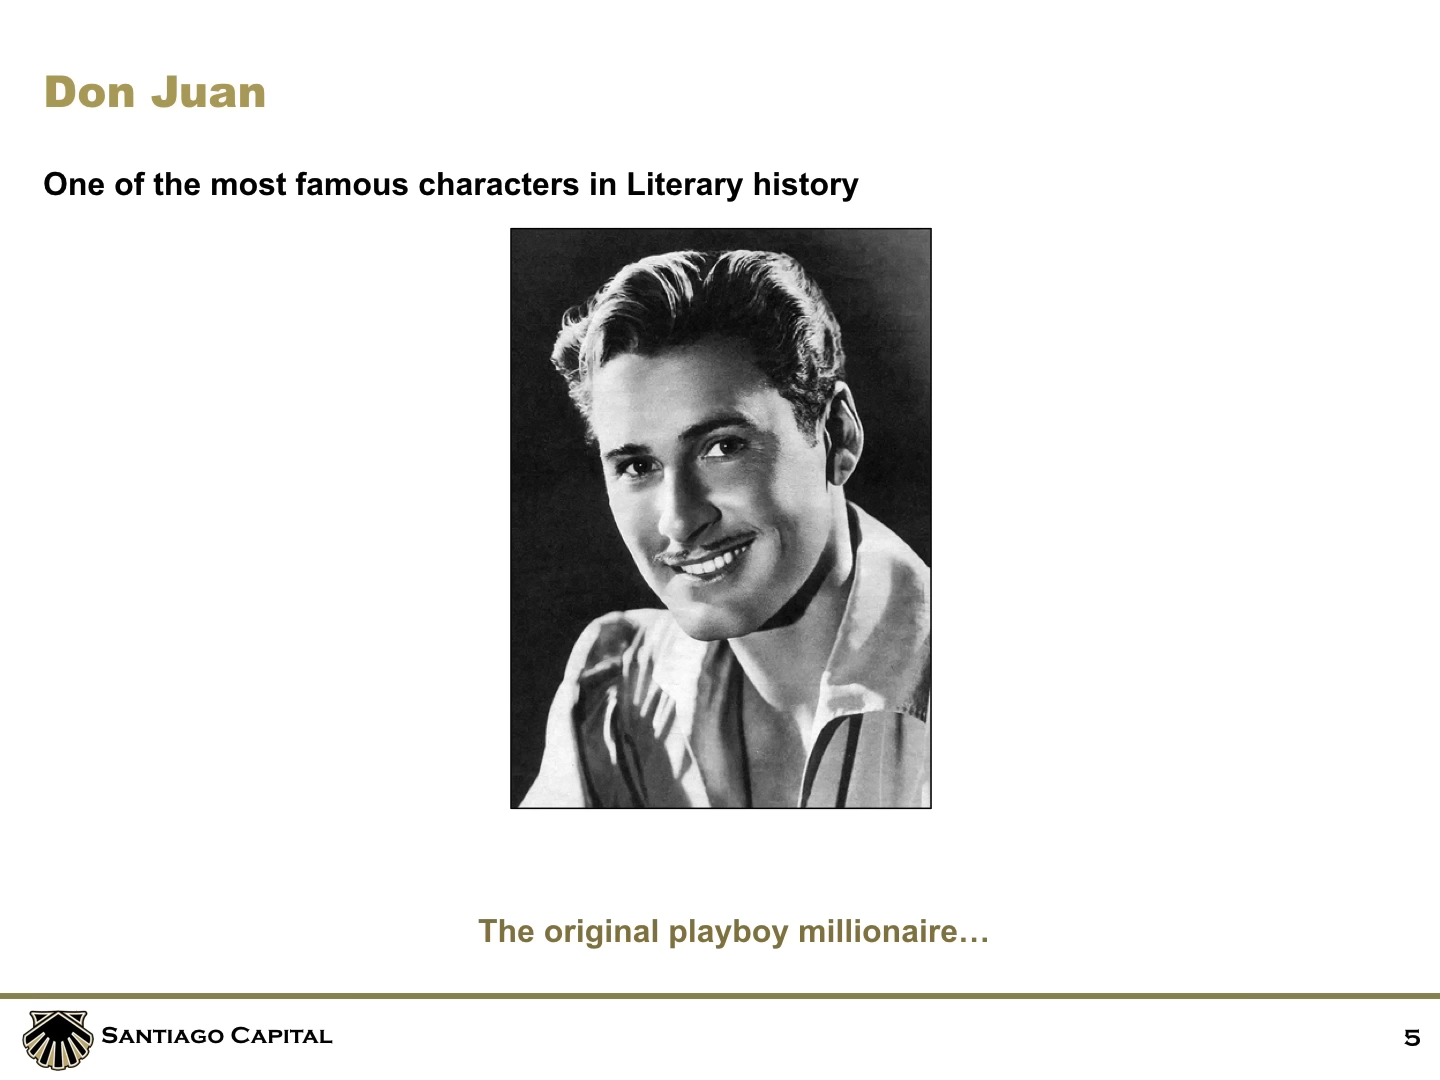 Don Juan
One of the most famous characters in Literary history
The original playboy millionaire…
Santiago Capital
5